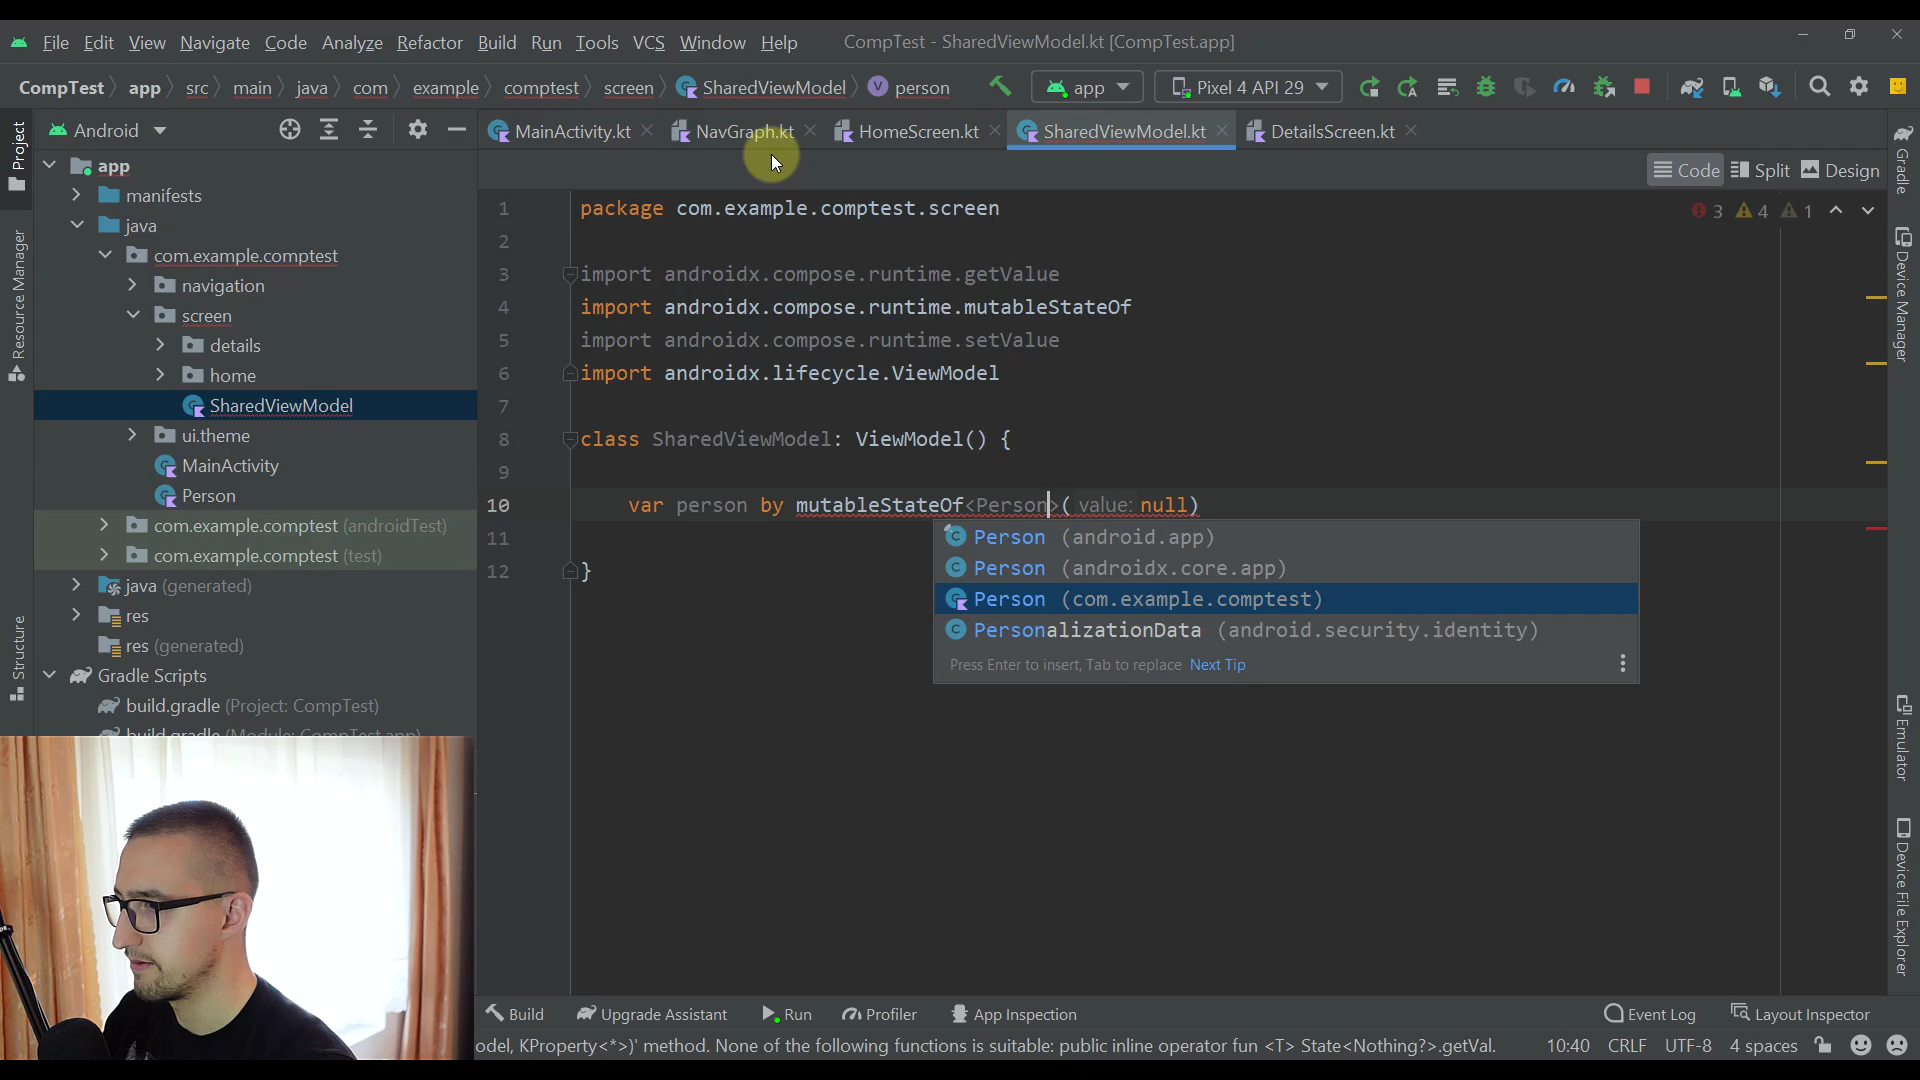 File Edit View Navigate Code Analyze Refactor Build Run Tools VCS Window Help CompTest - SharedViewModel.kt [CompTest.app]
CompTest app src main java com example comptest screen SharedViewModel person app Pixel 4 API 29
Project
Android
MainActivity.kt NavGraph.kt HomeScreen.kt SharedViewModel.kt DetailsScreen.kt
Code Split Design
app
manifests
java
com.example.comptest
navigation
screen
details
home
SharedViewModel
ui.theme
MainActivity
Person
com.example.comptest (androidTest)
com.example.comptest (test)
java (generated)
res
res (generated)
Gradle Scripts
build.gradle (Project: CompTest)
build.gradle (Module: CompTest.app)
Resource Manager
Structure
3 4 1
1 package com.example.comptest.screen
2
3 import androidx.compose.runtime.getValue
4 import androidx.compose.runtime.mutableStateOf
5 import androidx.compose.runtime.setValue
6 import androidx.lifecycle.ViewModel
7
8 class SharedViewModel: ViewModel() {
9
10 var person by mutableStateOf<Person>( value: null)
11
12 }
Person (android.app)
Person (androidx.core.app)
Person (com.example.comptest)
PersonalizationData (android.security.identity)
Press Enter to insert, Tab to replace Next Tip
Gradle
Device Manager
Emulator
Device File Explorer
Build Upgrade Assistant Run Profiler App Inspection Event Log Layout Inspector
odel, KProperty<*>)' method. None of the following functions is suitable: public inline operator fun <T> State<Nothing?>.getVal. 10:40 CRLF UTF-8 4 spaces